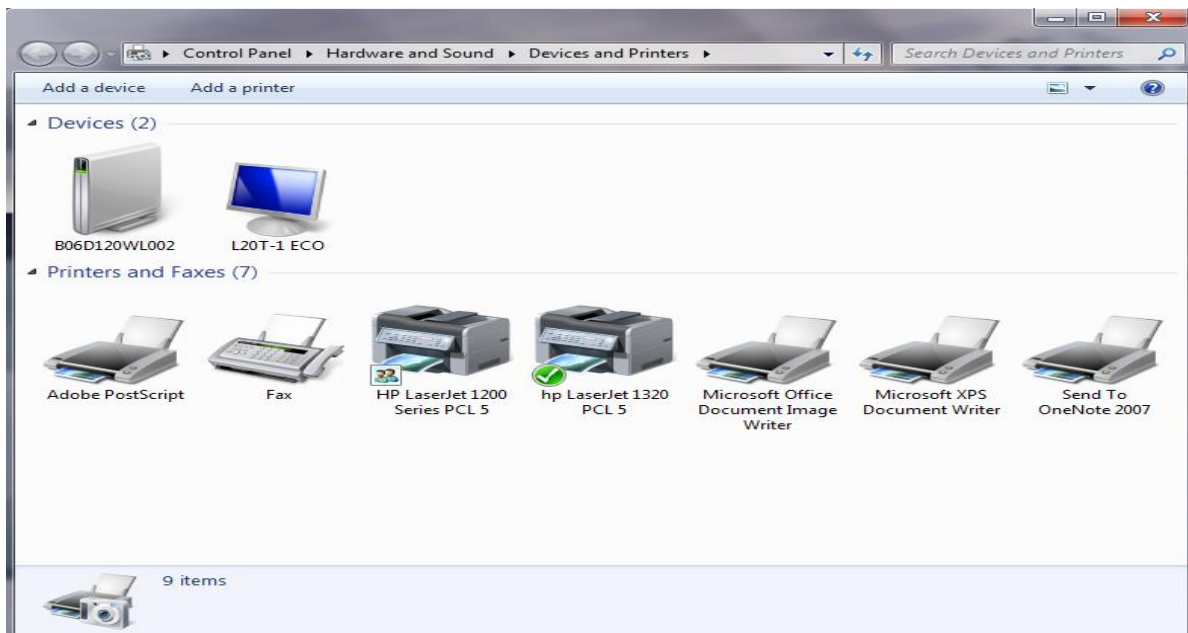 Control Panel ▸ Hardware and Sound ▸ Devices and Printers ▸
Search Devices and Printers
Add a device Add a printer
Devices (2)
B06D120WL002
L20T-1 ECO
Printers and Faxes (7)
Adobe PostScript
Fax
HP LaserJet 1200
Series PCL 5
hp LaserJet 1320
PCL 5
Microsoft Office
Document Image
Writer
Microsoft XPS
Document Writer
Send To
OneNote 2007
9 items